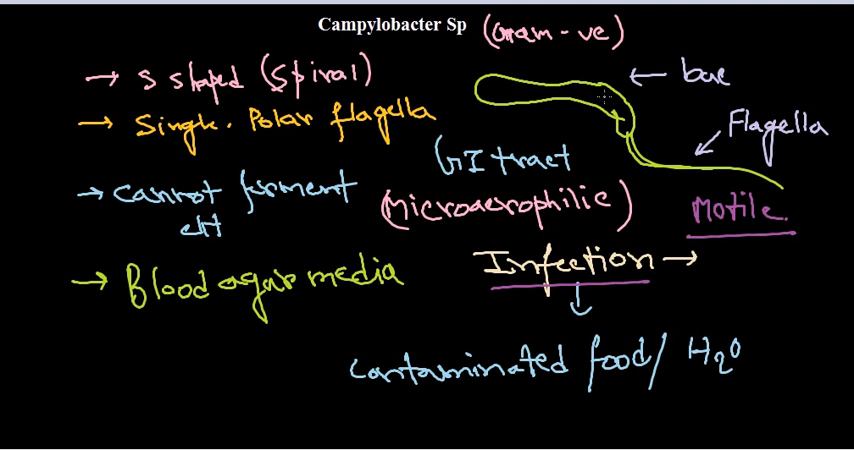 Campylobacter Sp (Gram -ve)
→ S shaped (Spiral)
← base
→ Single. Polar flagella
Flagella
GI tract
→ Cannot ferment
cH
(Microaerophilic)
Motile.
Infection →
→ Blood agar media
contaminated food / H2O